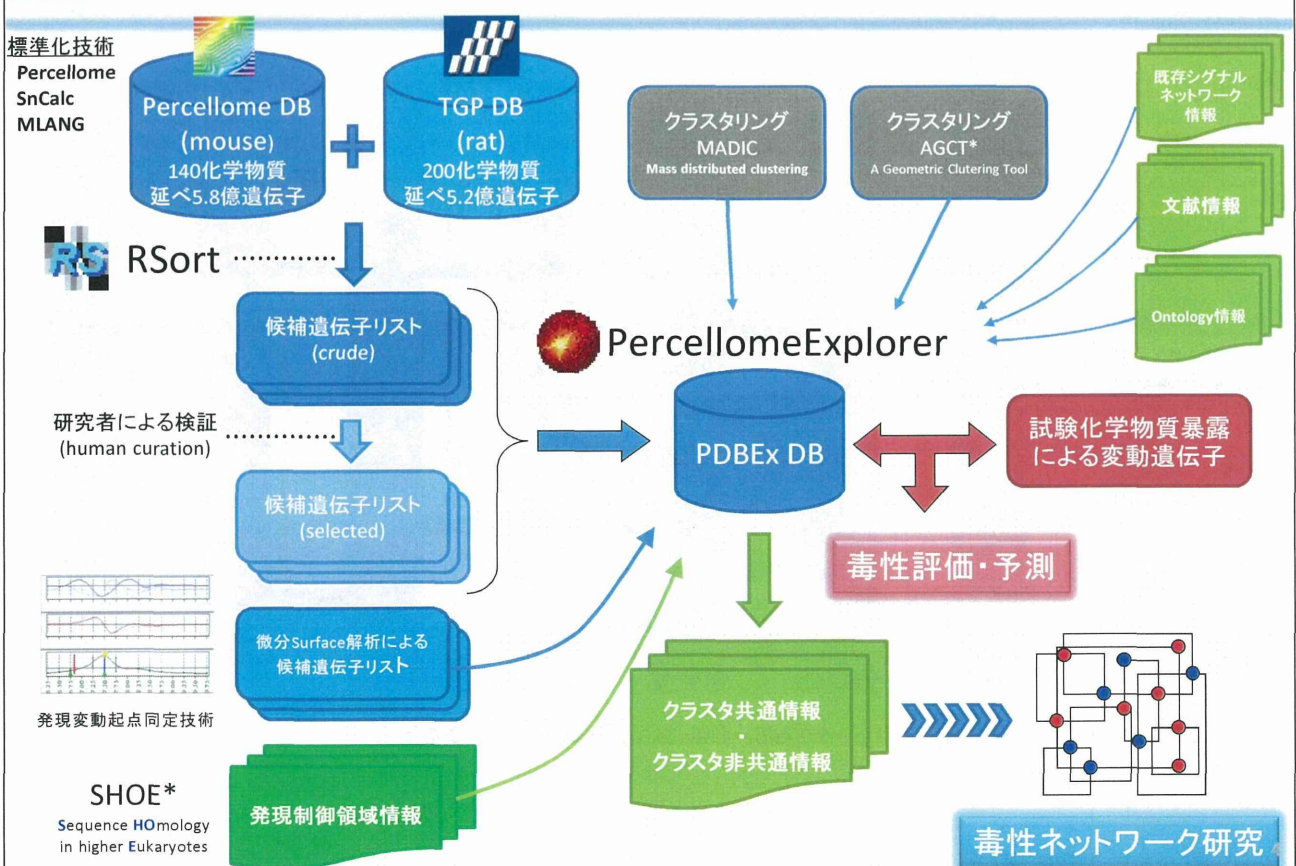 標準化技術
Percellome
SnCalc
MLANG
Percellome DB
(mouse)
140化学物質
延べ5.8億遺伝子
TGP DB
(rat)
200化学物質
延べ5.2億遺伝子
クラスタリング
MADIC
Mass distributed clustering
クラスタリング
AGCT*
A Geometric Clutering Tool
既存シグナル
ネットワーク
情報
文献情報
Ontology情報
RS
RSort
候補遺伝子リスト
(crude)
研究者による検証
(human curation)
候補遺伝子リスト
(selected)
PercellomeExplorer
PDBEx DB
試験化学物質暴露
による変動遺伝子
毒性評価・予測
微分Surface解析による
候補遺伝子リスト
発現変動起点同定技術
クラスタ共通情報
・
クラスタ非共通情報
SHOE*
Sequence HOmology
in higher Eukaryotes
発現制御領域情報
毒性ネットワーク研究